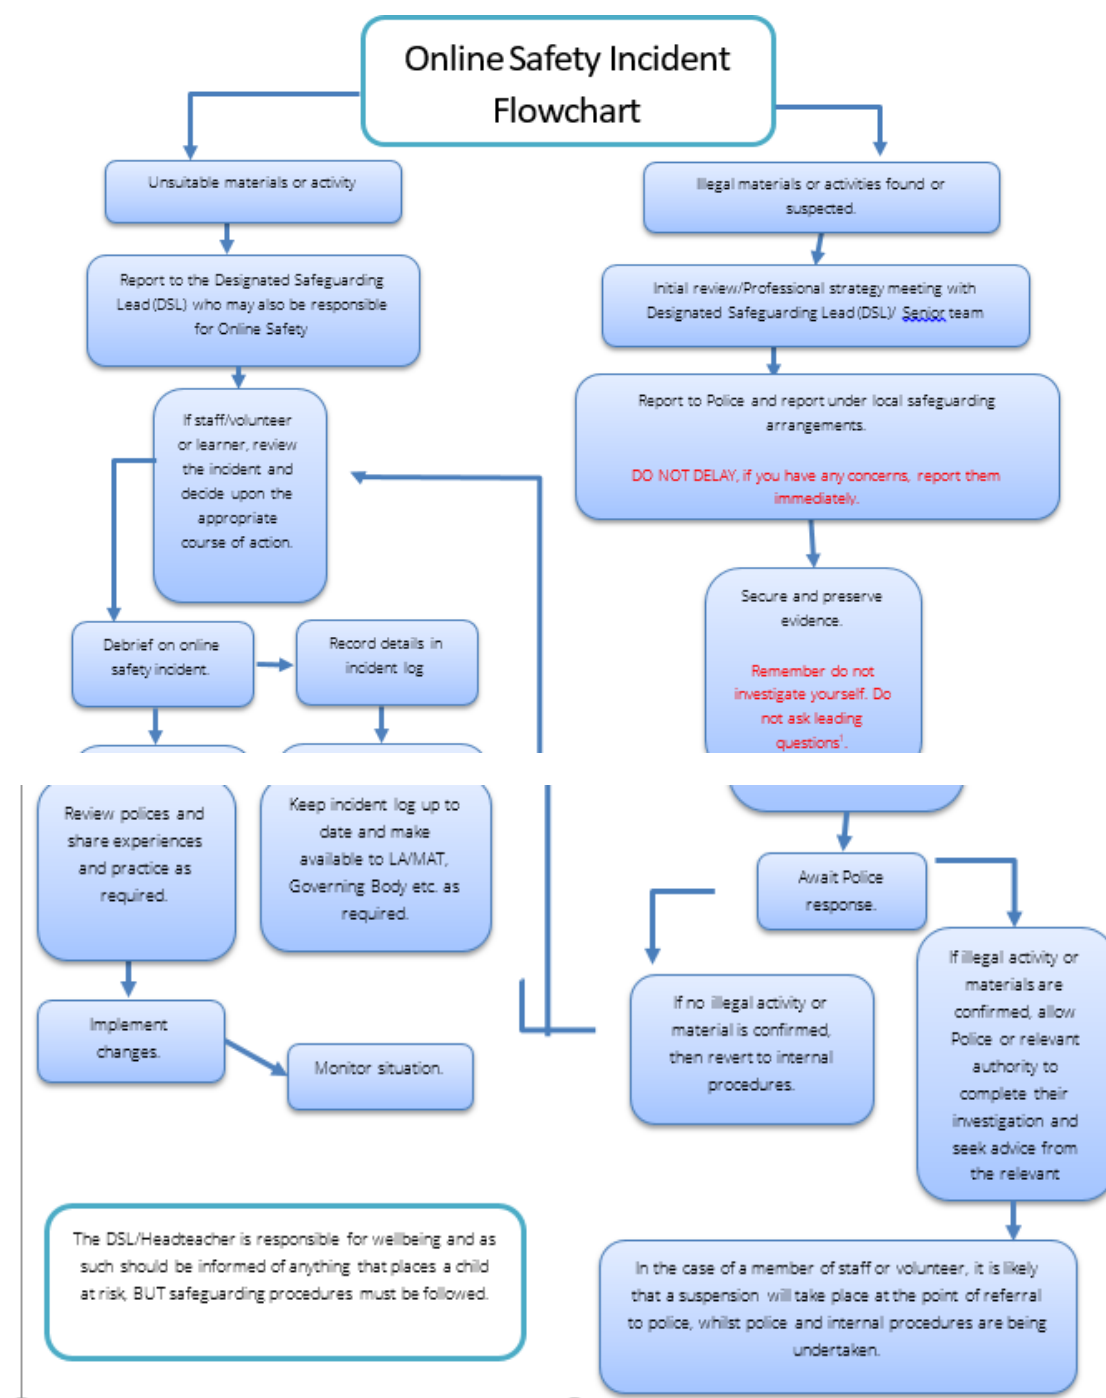 Online Safety Incident
Flowchart
Unsuitable materials or activity
Illegal materials or activities found or
suspected.
Report to the Designated Safeguarding
Lead (DSL) who may also be responsible
for Online Safety
Initial review/Professional strategy meeting with
Designated Safeguarding Lead (DSL)/ Senior team
If staff/volunteer
or learner, review
the incident and
decide upon the
appropriate
course of action.
Report to Police and report under local safeguarding
arrangements.
DO NOT DELAY, if you have any concerns, report them
immediately.
Debrief on online
safety incident.
Record details in
incident log
Secure and preserve
evidence.
Remember do not
investigate yourself. Do
not ask leading
questions¹.
Review polices and
share experiences
and practice as
required.
Keep incident log up to
date and make
available to LA/MAT,
Governing Body etc. as
required.
Await Police
response.
Implement
changes.
Monitor situation.
If no illegal activity or
material is confirmed,
then revert to internal
procedures.
If illegal activity or
materials are
confirmed, allow
Police or relevant
authority to
complete their
investigation and
seek advice from
the relevant
The DSL/Headteacher is responsible for wellbeing and as
such should be informed of anything that places a child
at risk, BUT safeguarding procedures must be followed.
In the case of a member of staff or volunteer, it is likely
that a suspension will take place at the point of referral
to police, whilst police and internal procedures are being
undertaken.